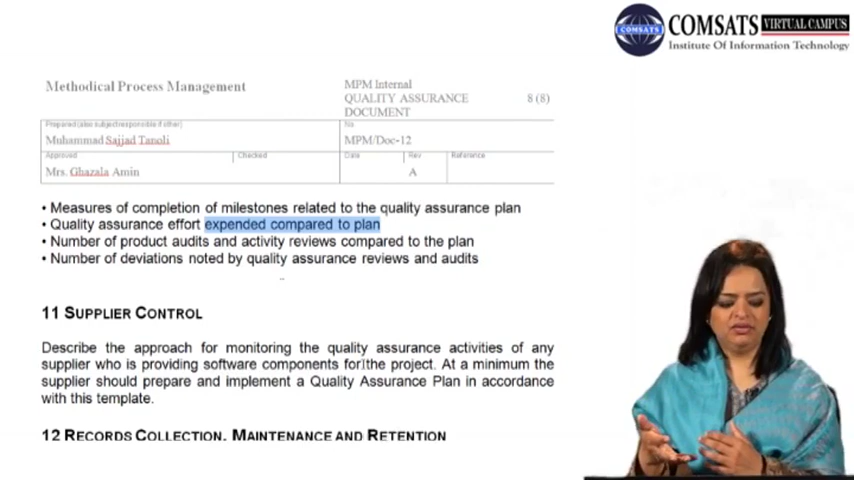 COMSATS VIRTUAL CAMPUS
COMSATS
Institute Of Information Technology
Methodical Process Management
MPM Internal
QUALITY ASSURANCE 8 (8)
DOCUMENT
Prepared (also subject responsible if other)
No
Muhammad Sajjad Tanoli
MPM/Doc-12
Approved
Checked
Date
Rev
Reference
Mrs. Ghazala Amin
A
• Measures of completion of milestones related to the quality assurance plan
• Quality assurance effort expended compared to plan
• Number of product audits and activity reviews compared to the plan
• Number of deviations noted by quality assurance reviews and audits
11 SUPPLIER CONTROL
Describe the approach for monitoring the quality assurance activities of any
supplier who is providing software components for the project. At a minimum the
supplier should prepare and implement a Quality Assurance Plan in accordance
with this template.
12 RECORDS COLLECTION, MAINTENANCE AND RETENTION